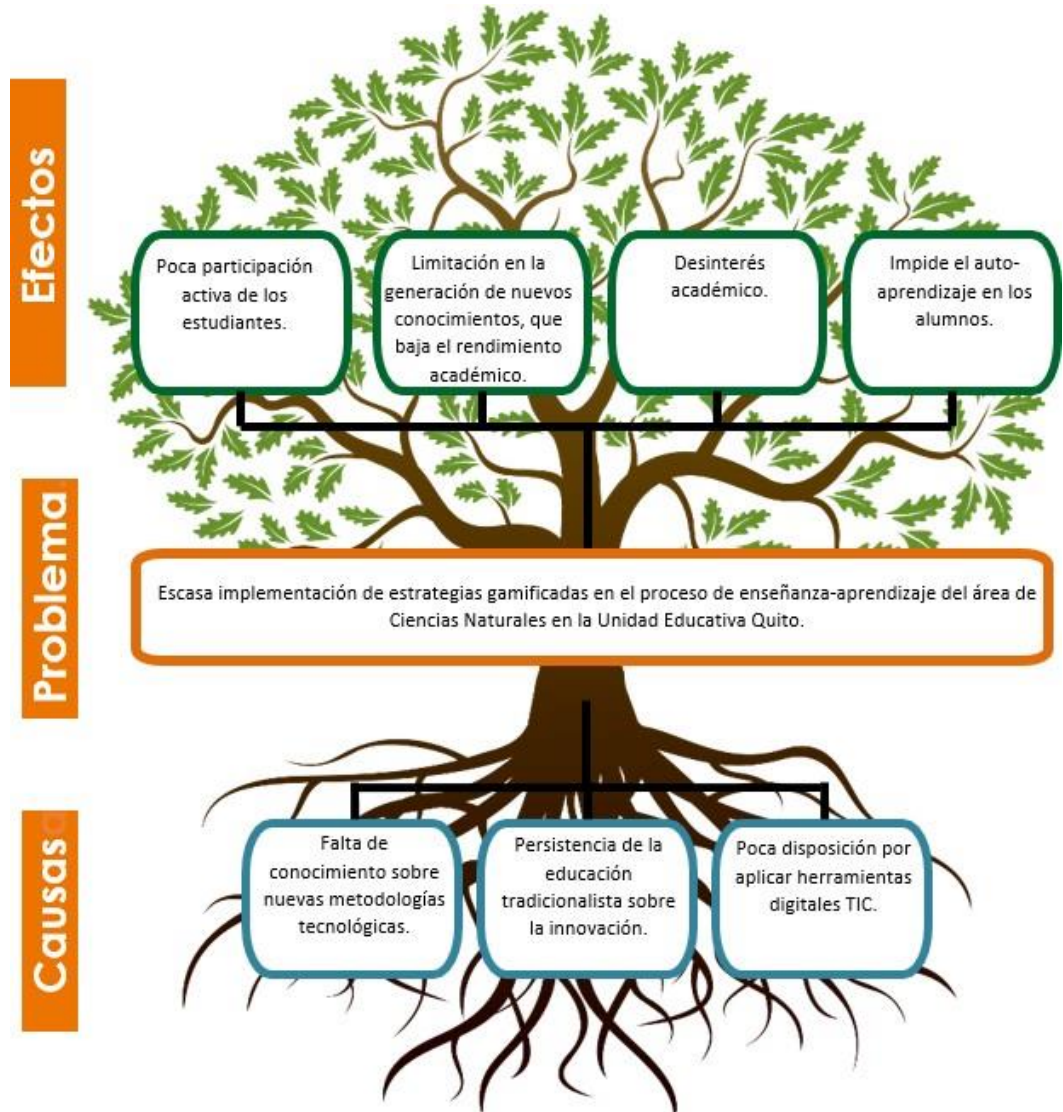 Efectos
Poca participación
activa de los
estudiantes.
Limitación en la
generación de nuevos
conocimientos, que
baja el rendimiento
académico.
Desinterés
académico.
Impide el auto-
aprendizaje en los
alumnos.
Problema
Escasa implementación de estrategias gamificadas en el proceso de enseñanza-aprendizaje del área de
Ciencias Naturales en la Unidad Educativa Quito.
Causas
Falta de
conocimiento sobre
nuevas metodologías
tecnológicas.
Persistencia de la
educación
tradicionalista sobre
la innovación.
Poca disposición por
aplicar herramientas
digitales TIC.